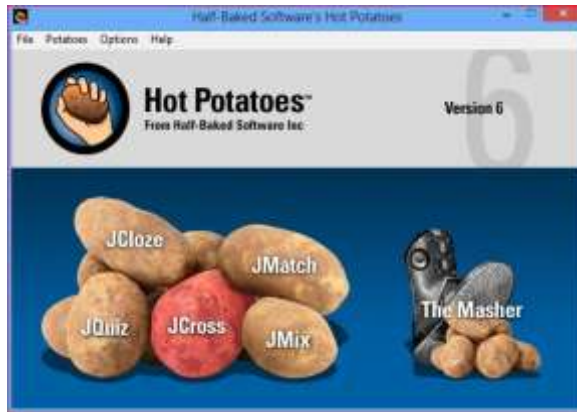 Half-Baked Software's Hot Potatoes
File Potatoes Options Help
6
Hot Potatoes™
From Half-Baked Software Inc
Version 6
JCloze
JMatch
The Masher
JQuiz
JCross
JMix